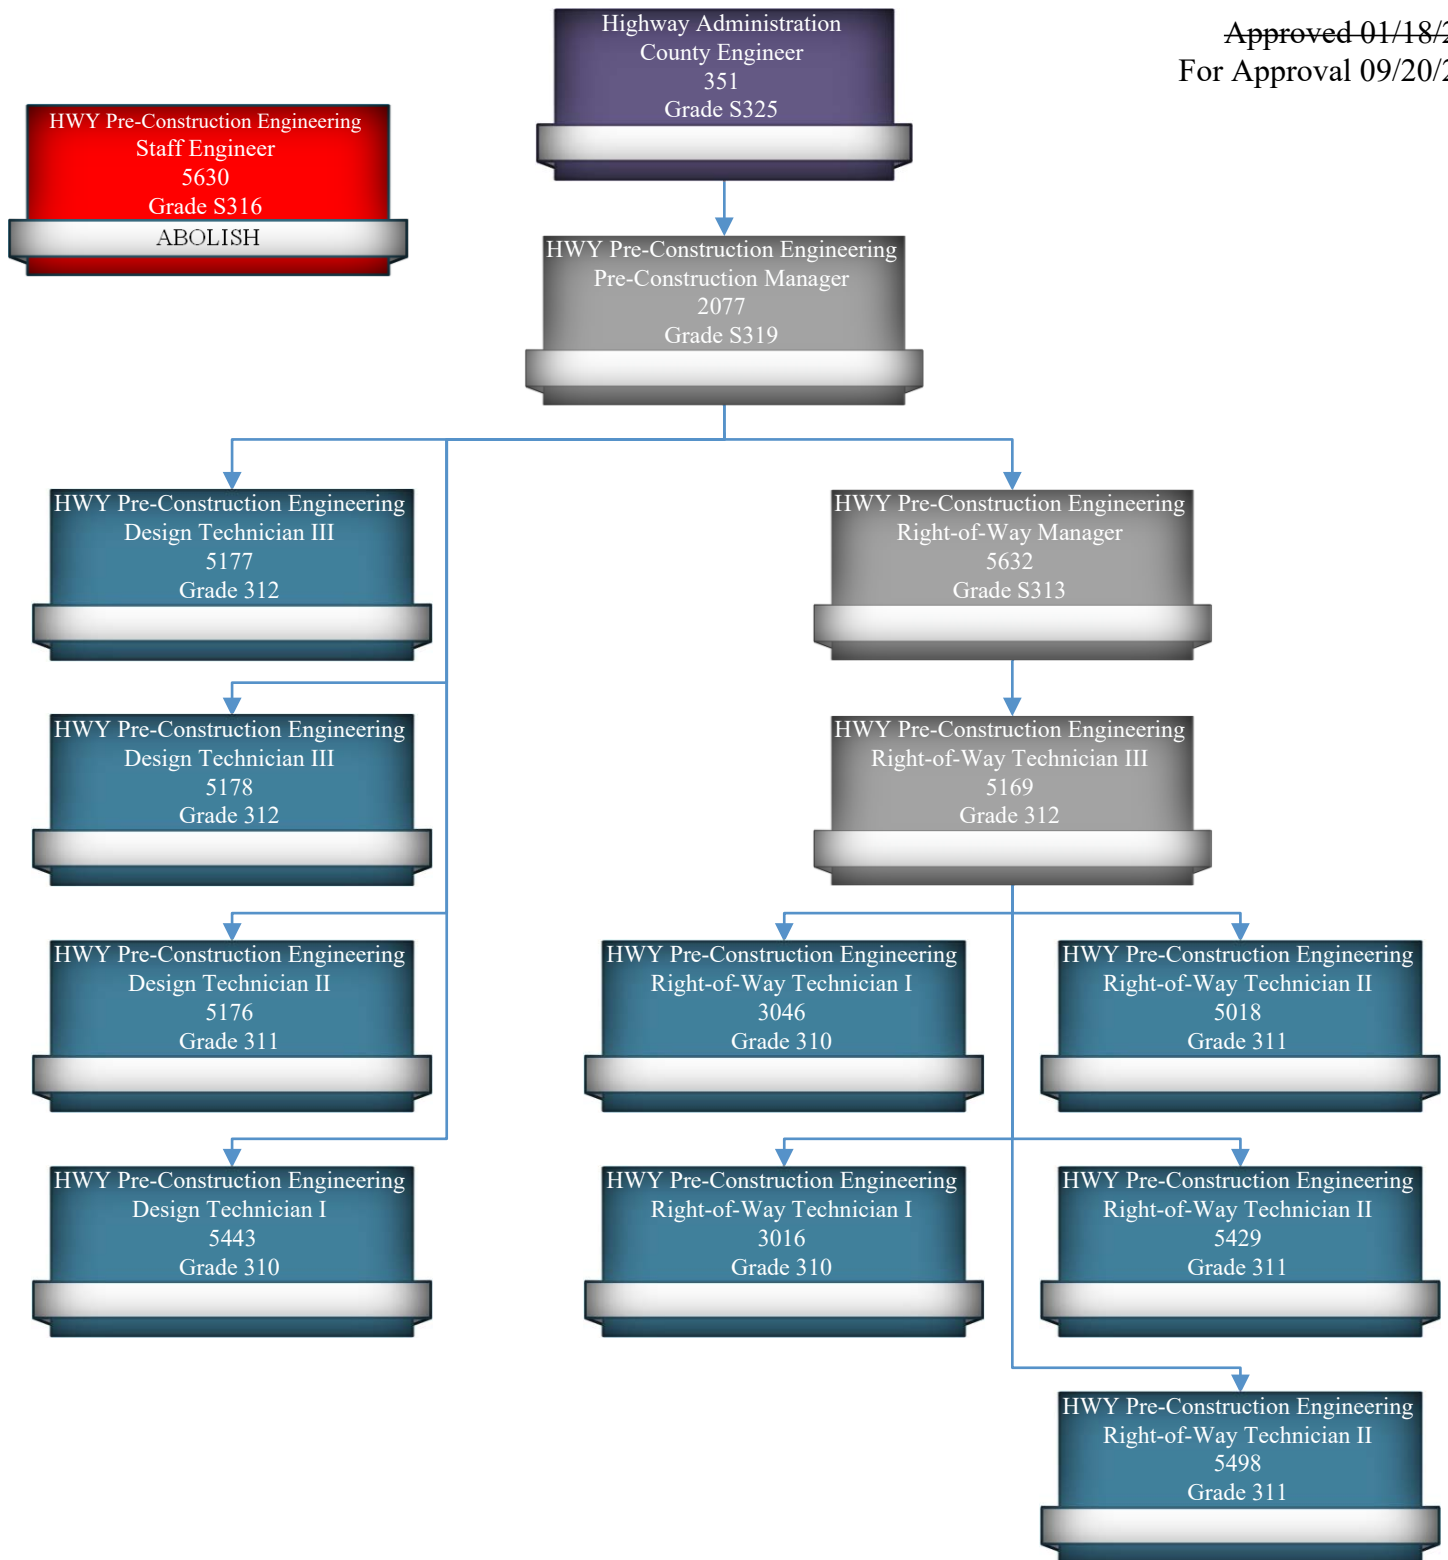 Highway Administration
County Engineer
351
Grade S325
Approved 01/18/2
For Approval 09/20/2
HWY Pre-Construction Engineering
Staff Engineer
5630
Grade S316
ABOLISH
HWY Pre-Construction Engineering
Pre-Construction Manager
2077
Grade S319
HWY Pre-Construction Engineering
Design Technician III
5177
Grade 312
HWY Pre-Construction Engineering
Right-of-Way Manager
5632
Grade S313
HWY Pre-Construction Engineering
Design Technician III
5178
Grade 312
HWY Pre-Construction Engineering
Right-of-Way Technician III
5169
Grade 312
HWY Pre-Construction Engineering
Design Technician II
5176
Grade 311
HWY Pre-Construction Engineering
Right-of-Way Technician I
3046
Grade 310
HWY Pre-Construction Engineering
Right-of-Way Technician II
5018
Grade 311
HWY Pre-Construction Engineering
Design Technician I
5443
Grade 310
HWY Pre-Construction Engineering
Right-of-Way Technician I
3016
Grade 310
HWY Pre-Construction Engineering
Right-of-Way Technician II
5429
Grade 311
HWY Pre-Construction Engineering
Right-of-Way Technician II
5498
Grade 311